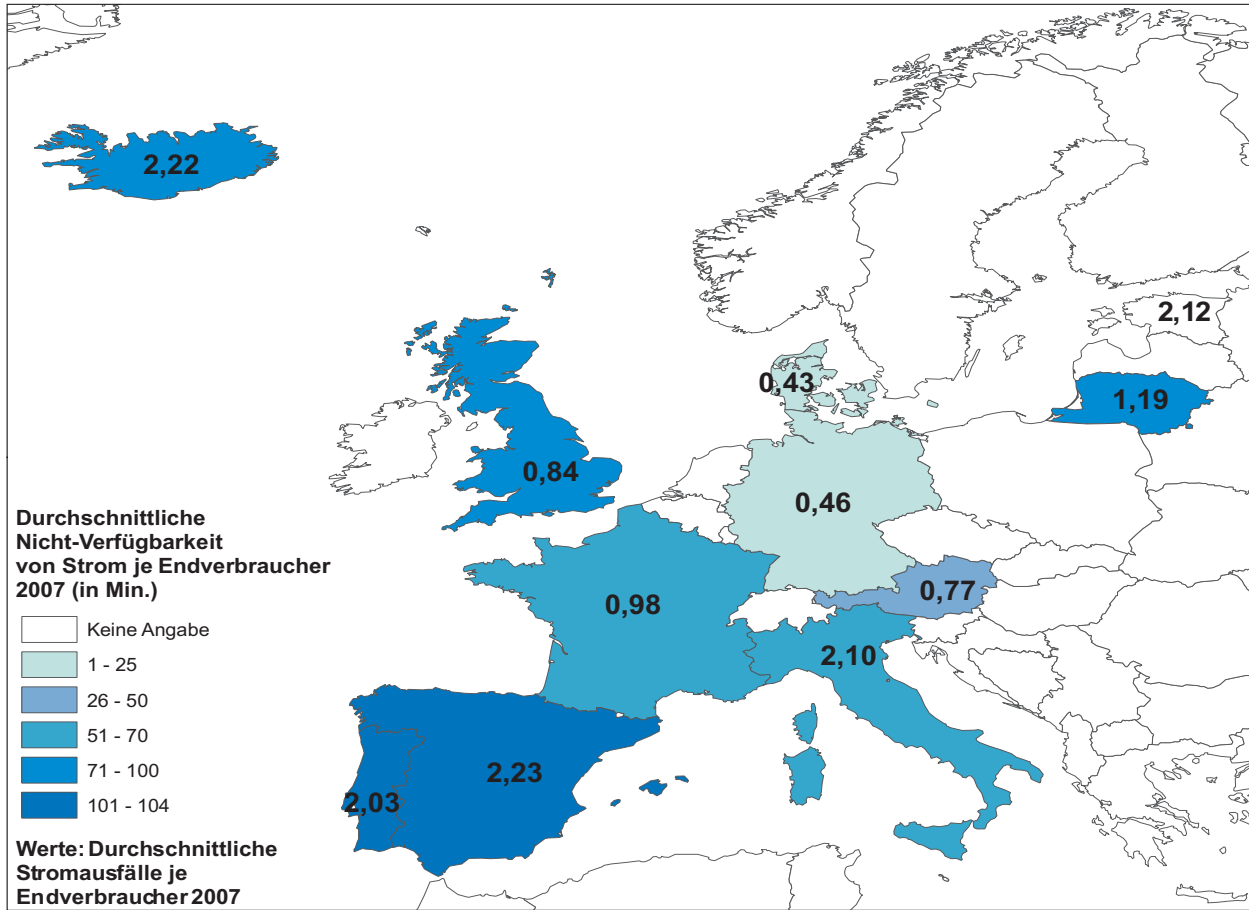 2,22
2,12
0,43
1,19
0,84
0,46
0,77
0,98
2,10
2,23
2,03
Durchschnittliche
Nicht-Verfügbarkeit
von Strom je Endverbraucher
2007 (in Min.)
Keine Angabe
1 - 25
26 - 50
51 - 70
71 - 100
101 - 104
Werte: Durchschnittliche
Stromausfälle je
Endverbraucher 2007